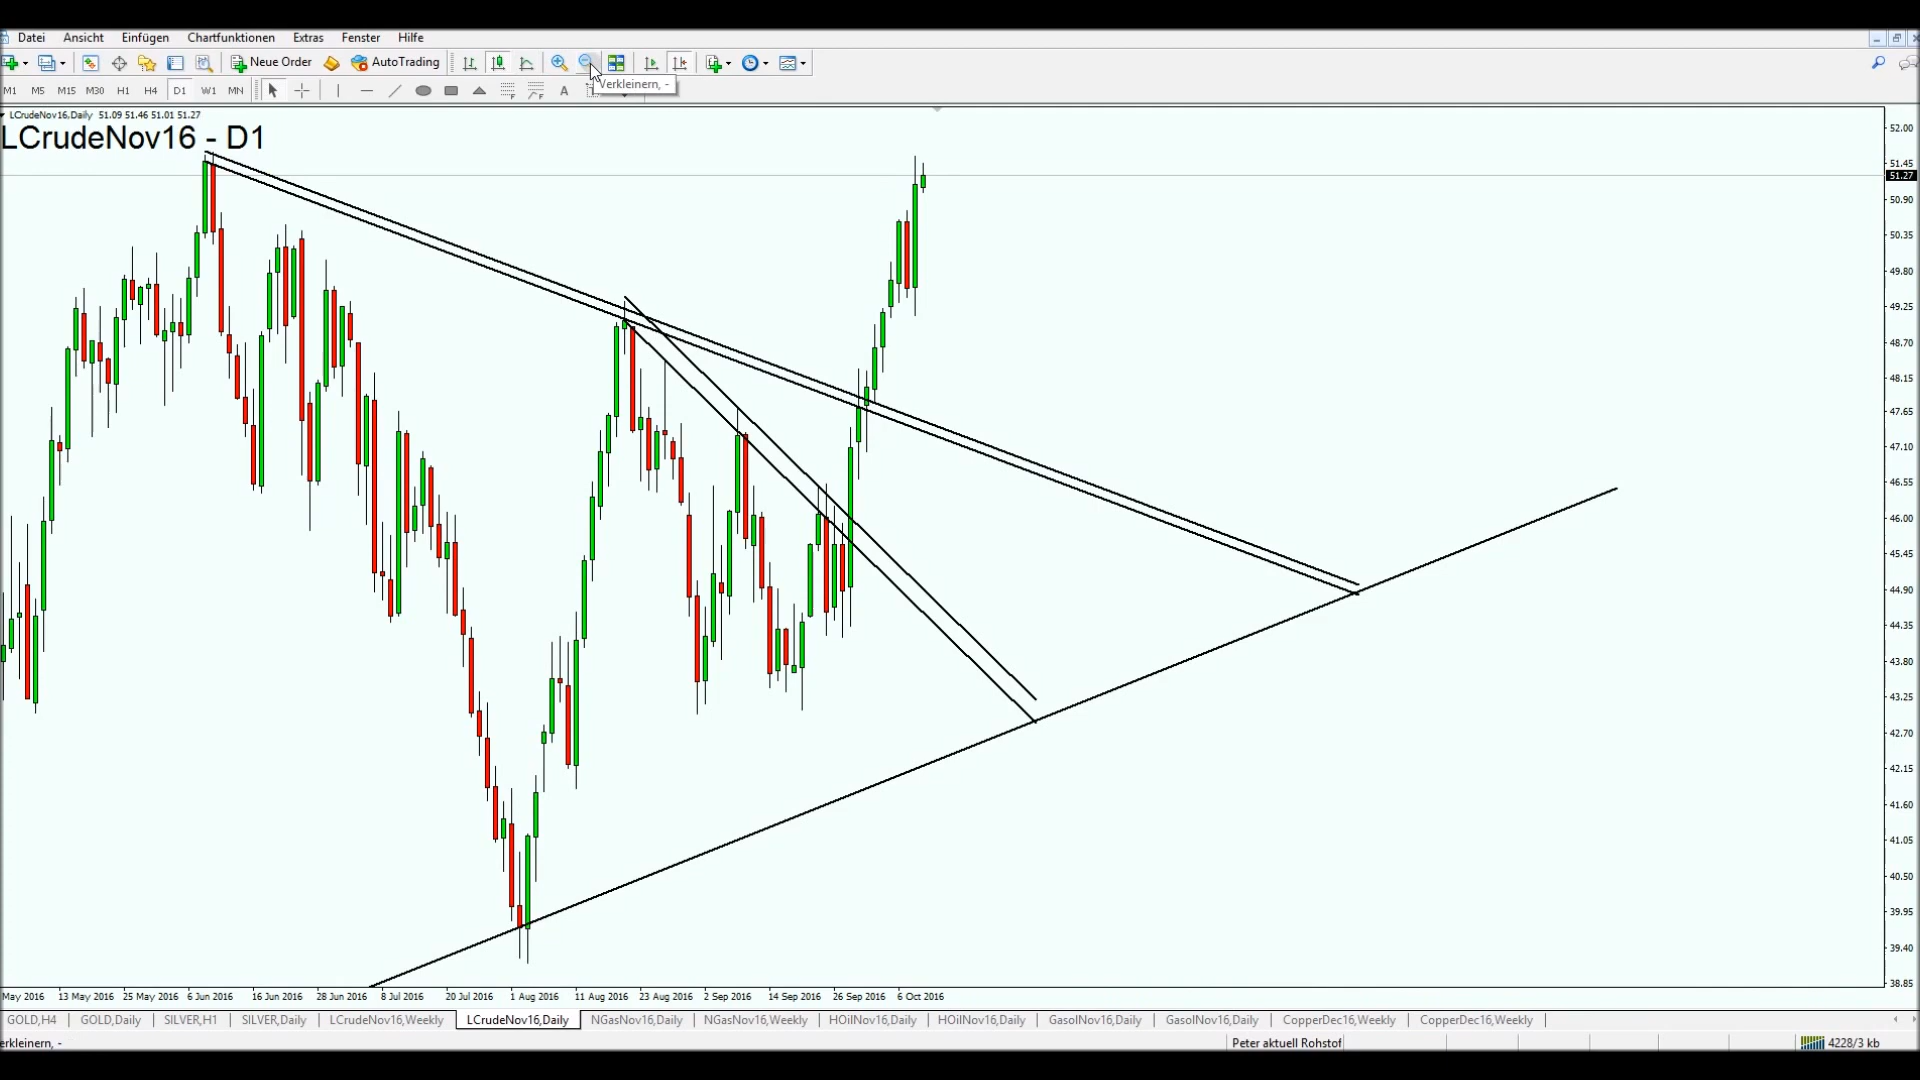 Datei Ansicht Einfügen Chartfunktionen Extras Fenster Hilfe
Neue Order AutoTrading
M1 M5 M15 M30 H1 H4 D1 W1 MN A
Verkleinern, -
LCrudeNov16,Daily 51.09 51.46 51.01 51.27
LCrudeNov16 - D1
52.00
51.45
51.27
50.90
50.35
49.80
49.25
48.70
48.15
47.65
47.10
46.55
46.00
45.45
44.90
44.35
43.80
43.25
42.70
42.15
41.60
41.05
40.50
39.95
39.40
38.85
May 2016 13 May 2016 25 May 2016 6 Jun 2016 16 Jun 2016 28 Jun 2016 8 Jul 2016 20 Jul 2016 1 Aug 2016 11 Aug 2016 23 Aug 2016 2 Sep 2016 14 Sep 2016 26 Sep 2016 6 Oct 2016
GOLD,H4 GOLD,Daily SILVER,H1 SILVER,Daily LCrudeNov16,Weekly LCrudeNov16,Daily NGasNov16,Daily NGasNov16,Weekly HOilNov16,Daily HOilNov16,Daily GasolNov16,Daily GasolNov16,Daily CopperDec16,Weekly CopperDec16,Weekly
erkleinern, - Peter aktuell Rohstof 4228/3 kb